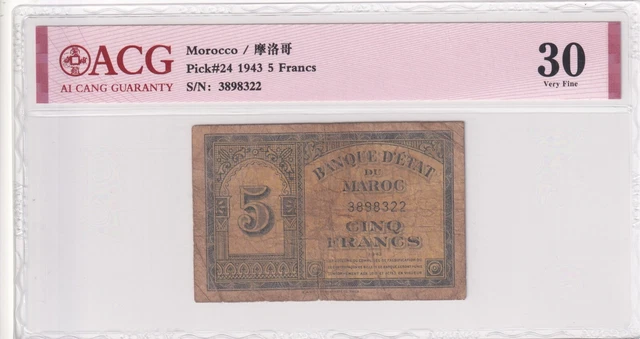 ACG
AI CANG GUARANTY
Morocco / 摩洛哥
Pick#24 1943 5 Francs
S/N: 3898322
30
Very Fine
BANQUE D'ÉTAT
DU
MAROC
5
3898322
CINQ
FRANCS